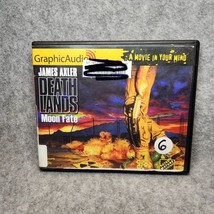 GraphicAudio
A MOVIE IN YOUR MIND
JAMES AXLER
DEATH
LANDS
Moon Fate
6